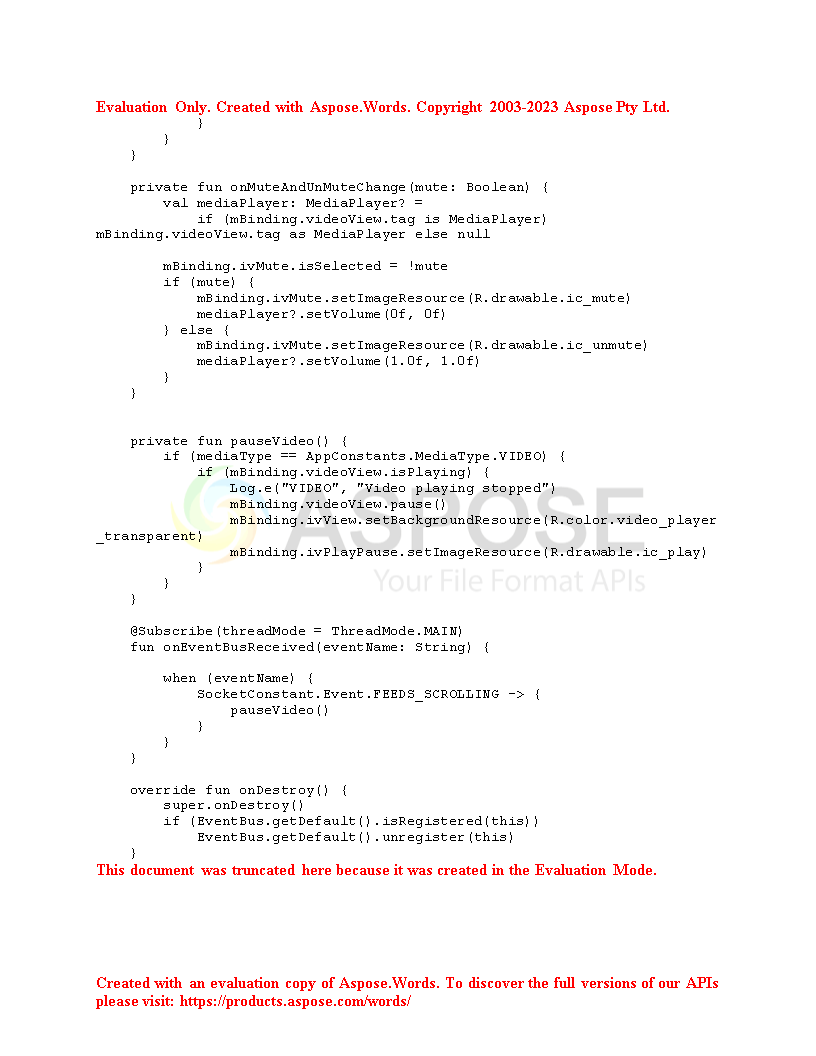 Evaluation Only. Created with Aspose.Words. Copyright 2003-2023 Aspose Pty Ltd.
            }
        }
    }

    private fun onMuteAndUnMuteChange(mute: Boolean) {
        val mediaPlayer: MediaPlayer? =
            if (mBinding.videoView.tag is MediaPlayer)
mBinding.videoView.tag as MediaPlayer else null

        mBinding.ivMute.isSelected = !mute
        if (mute) {
            mBinding.ivMute.setImageResource(R.drawable.ic_mute)
            mediaPlayer?.setVolume(0f, 0f)
        } else {
            mBinding.ivMute.setImageResource(R.drawable.ic_unmute)
            mediaPlayer?.setVolume(1.0f, 1.0f)
        }
    }


    private fun pauseVideo() {
        if (mediaType == AppConstants.MediaType.VIDEO) {
            if (mBinding.videoView.isPlaying) {
                Log.e("VIDEO", "Video playing stopped")
                mBinding.videoView.pause()
                mBinding.ivView.setBackgroundResource(R.color.video_player
_transparent)
                mBinding.ivPlayPause.setImageResource(R.drawable.ic_play)
            }
        }
    }
ASPOSE
Your File Format APIs

    @Subscribe(threadMode = ThreadMode.MAIN)
    fun onEventBusReceived(eventName: String) {

        when (eventName) {
            SocketConstant.Event.FEEDS_SCROLLING -> {
                pauseVideo()
            }
        }
    }

    override fun onDestroy() {
        super.onDestroy()
        if (EventBus.getDefault().isRegistered(this))
            EventBus.getDefault().unregister(this)
    }
This document was truncated here because it was created in the Evaluation Mode.
Created with an evaluation copy of Aspose.Words. To discover the full versions of our APIs
please visit: https://products.aspose.com/words/